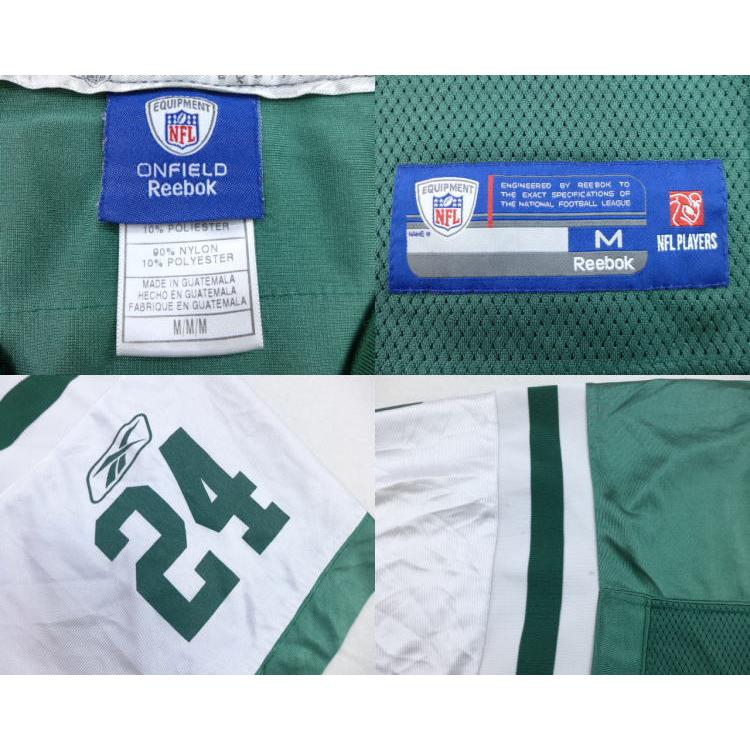 EQUIPMENT
NFL
ONFIELD
Reebok
10% POLIESTER
90% NYLON
10% POLYESTER
MADE IN GUATEMALA
HECHO EN GUATEMALA
FABRIQUE EN GUATEMALA
M/M/M
EQUIPMENT
NFL
ENGINEERED BY REEBOK TO
THE EXACT SPECIFICATIONS OF
THE NATIONAL FOOTBALL LEAGUE
M
Reebok
NFL PLAYERS
24